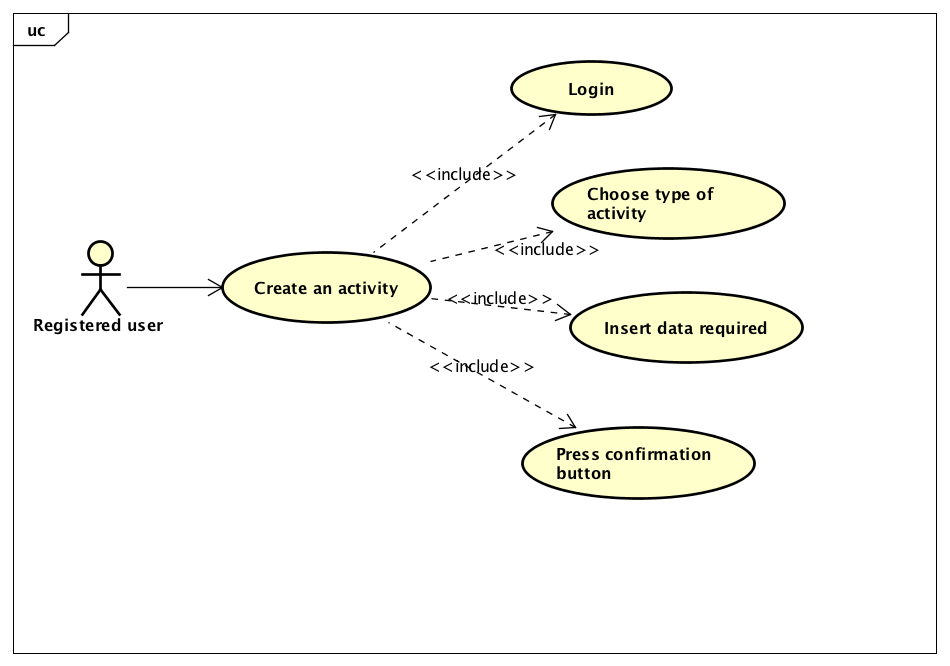 uc
Login
<<include>>
Choose type of
activity
<<include>>
Create an activity
<<include>>
Registered user
Insert data required
<<include>>
Press confirmation
button